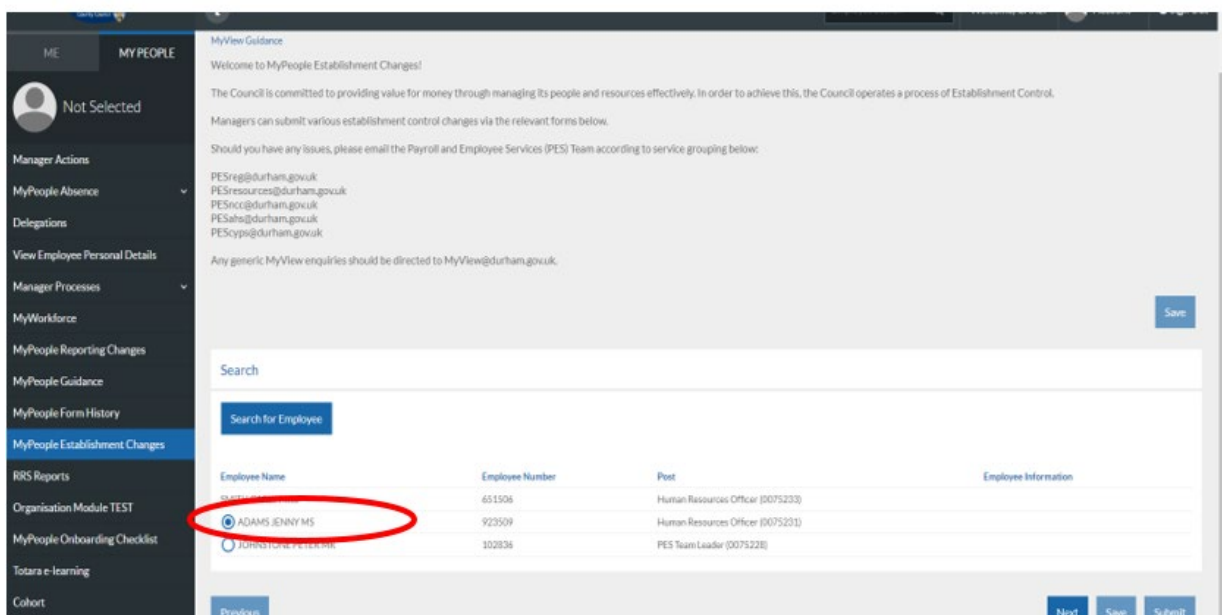 County Council
ME
MY PEOPLE
Not Selected
Manager Actions
MyPeople Absence
Delegations
View Employee Personal Details
Manager Processes
MyWorkforce
MyPeople Reporting Changes
MyPeople Guidance
MyPeople Form History
MyPeople Establishment Changes
RRS Reports
Organisation Module TEST
MyPeople Onboarding Checklist
Totara e-learning
Cohort
MyView Guidance
Welcome to MyPeople Establishment Changes!
The Council is committed to providing value for money through managing its people and resources effectively. In order to achieve this, the Council operates a process of Establishment Control.
Managers can submit various establishment control changes via the relevant forms below.
Should you have any issues, please email the Payroll and Employee Services (PES) Team according to service grouping below:
PESreg@durham.gov.uk
PESresources@durham.gov.uk
PESncc@durham.gov.uk
PESahs@durham.gov.uk
PEScyps@durham.gov.uk
Any generic MyView enquiries should be directed to MyView@durham.gov.uk.
Save
Search
Search for Employee
Employee Name Employee Number Post Employee Information
651506 Human Resources Officer (0075233)
ADAMS JENNY MS 923509 Human Resources Officer (0075231)
JOHNSTONE PETER MR 102836 PES Team Leader (0075228)
Previous
Next Save Submit